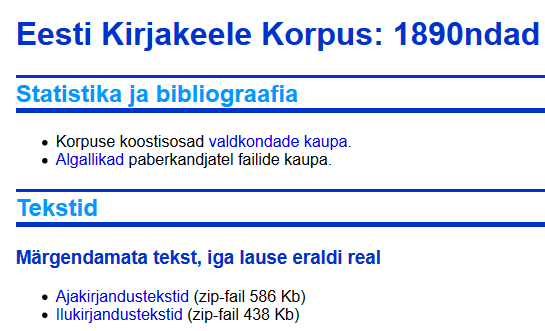 Eesti Kirjakeele Korpus: 1890ndad
Statistika ja bibliograafia
Korpuse koostisosad valdkondade kaupa.
Algallikad paberkandjatel failide kaupa.
Tekstid
Märgendamata tekst, iga lause eraldi real
Ajakirjandustekstid (zip-fail 586 Kb)
Ilukirjandustekstid (zip-fail 438 Kb)